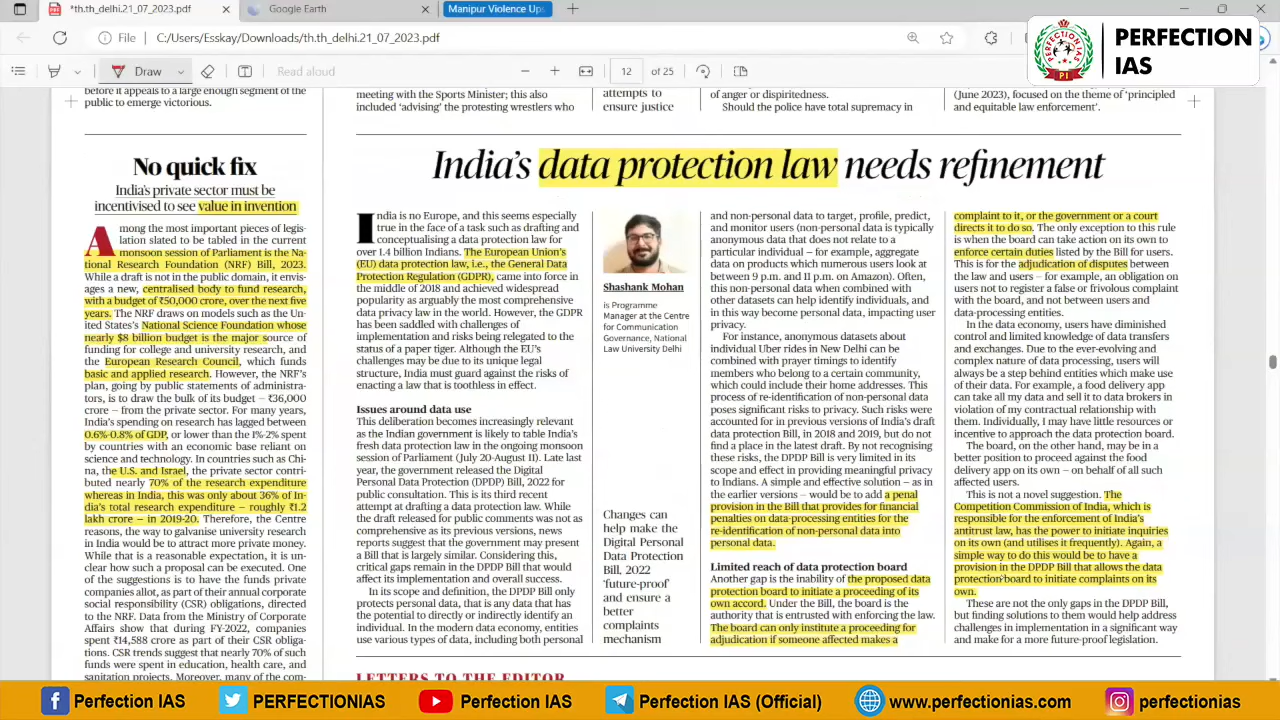 *th.th_delhi.21_07_2023.pdf
Google Earth
Manipur Violence Ups
File
C:/Users/Esskay/Downloads/th.th_delhi.21_07_2023.pdf
PERFECTION
IAS
Draw
Read aloud
12 of 25
before it appears to a large enough segment of the
public to emerge victorious.
meeting with the Sports Minister; this also
included ‘advising’ the protesting wrestlers who
attempts to
ensure justice
of anger or dispiritedness.
Should the police have total supremacy in
(June 2023), focused on the theme of ‘principled
and equitable law enforcement’.
No quick fix
India’s private sector must be
incentivised to see value in invention
Among the most important pieces of legis-
lation slated to be tabled in the current
monsoon session of Parliament is the Na-
tional Research Foundation (NRF) Bill, 2023.
While a draft is not in the public domain, it envis-
ages a new, centralised body to fund research,
with a budget of ₹50,000 crore, over the next five
years. The NRF draws on models such as the Un-
ited States’s National Science Foundation whose
nearly $8 billion budget is the major source of
funding for college and university research, and
the European Research Council, which funds
basic and applied research. However, the NRF’s
plan, going by public statements of administra-
tors, is to draw the bulk of its budget – ₹36,000
crore – from the private sector. For many years,
India’s spending on research has lagged between
0.6%-0.8% of GDP, or lower than the 1%-2% spent
by countries with an economic base reliant on
science and technology. In countries such as Chi-
na, the U.S. and Israel, the private sector contri-
buted nearly 70% of the research expenditure
whereas in India, this was only about 36% of In-
dia’s total research expenditure – roughly ₹1.2
lakh crore – in 2019-20. Therefore, the Centre
reasons, the way to galvanise university research
in India would be to attract more private money.
While that is a reasonable expectation, it is un-
clear how such a proposal can be executed. One
of the suggestions is to have the funds private
companies allot, as part of their annual corporate
social responsibility (CSR) obligations, directed
to the NRF. Data from the Ministry of Corporate
Affairs show that during FY-2022, companies
spent ₹14,588 crore as part of their CSR obliga-
tions. CSR trends suggest that nearly 70% of such
funds were spent in education, health care, and
sanitation projects. Moreover, many of the com-
India’s data protection law needs refinement
India is no Europe, and this seems especially
true in the face of a task such as drafting and
conceptualising a data protection law for
over 1.4 billion Indians. The European Union’s
(EU) data protection law, i.e., the General Data
Protection Regulation (GDPR), came into force in
the middle of 2018 and achieved widespread
popularity as arguably the most comprehensive
data privacy law in the world. However, the GDPR
has been saddled with challenges of
implementation and risks being relegated to the
status of a paper tiger. Although the EU’s
challenges may be due to its unique legal
structure, India must guard against the risks of
enacting a law that is toothless in effect.
Issues around data use
This deliberation becomes increasingly relevant
as the Indian government is likely to table India’s
fresh data protection law in the ongoing monsoon
session of Parliament (July 20-August 11). Late last
year, the government released the Digital
Personal Data Protection (DPDP) Bill, 2022 for
public consultation. This is its third recent
attempt at drafting a data protection law. While
the draft released for public comments was not as
comprehensive as its previous versions, news
reports suggest that the government may present
a Bill that is largely similar. Considering this,
critical gaps remain in the DPDP Bill that would
affect its implementation and overall success.
In its scope and definition, the DPDP Bill only
protects personal data, that is any data that has
the potential to directly or indirectly identify an
individual. In the modern data economy, entities
use various types of data, including both personal
Shashank Mohan
is Programme
Manager at the Centre
for Communication
Governance, National
Law University Delhi
Changes can
help make the
Digital Personal
Data Protection
Bill, 2022
‘future-proof’
and ensure a
better
complaints
mechanism
and non-personal data to target, profile, predict,
and monitor users (non-personal data is typically
anonymous data that does not relate to a
particular individual – for example, aggregate
data on products which numerous users look at
between 9 p.m. and 11 p.m. on Amazon). Often,
this non-personal data when combined with
other datasets can help identify individuals, and
in this way become personal data, impacting user
privacy.
For instance, anonymous datasets about
individual Uber rides in New Delhi can be
combined with prayer timings to identify
members who belong to a certain community,
which could include their home addresses. This
process of re-identification of non-personal data
poses significant risks to privacy. Such risks were
accounted for in previous versions of India’s draft
data protection Bill, in 2018 and 2019, but do not
find a place in the latest draft. By not recognising
these risks, the DPDP Bill is very limited in its
scope and effect in providing meaningful privacy
to Indians. A simple and effective solution – as in
the earlier versions – would be to add a penal
provision in the Bill that provides for financial
penalties on data-processing entities for the
re-identification of non-personal data into
personal data.
Limited reach of data protection board
Another gap is the inability of the proposed data
protection board to initiate a proceeding of its
own accord. Under the Bill, the board is the
authority that is entrusted with enforcing the law.
The board can only institute a proceeding for
adjudication if someone affected makes a
complaint to it, or the government or a court
directs it to do so. The only exception to this rule
is when the board can take action on its own to
enforce certain duties listed by the Bill for users.
This is for the adjudication of disputes between
the law and users – for example, an obligation on
users not to register a false or frivolous complaint
with the board, and not between users and
data-processing entities.
In the data economy, users have diminished
control and limited knowledge of data transfers
and exchanges. Due to the ever-evolving and
complex nature of data processing, users will
always be a step behind entities which make use
of their data. For example, a food delivery app
can take all my data and sell it to data brokers in
violation of my contractual relationship with
them. Individually, I may have little resources or
incentive to approach the data protection board.
The board, on the other hand, may be in a
better position to proceed against the food
delivery app on its own – on behalf of all such
affected users.
This is not a novel suggestion. The
Competition Commission of India, which is
responsible for the enforcement of India’s
antitrust law, has the power to initiate inquiries
on its own (and utilises it frequently). Again, a
simple way to do this would be to have a
provision in the DPDP Bill that allows the data
protection board to initiate complaints on its
own.
These are not the only gaps in the DPDP Bill,
but finding solutions to them would help address
challenges in implementation in a significant way
and make for a more future-proof legislation.
LETTERS TO THE EDITOR
Perfection IAS
PERFECTIONIAS
Perfection IAS
Perfection IAS (Official)
www.perfectionias.com
perfectionias